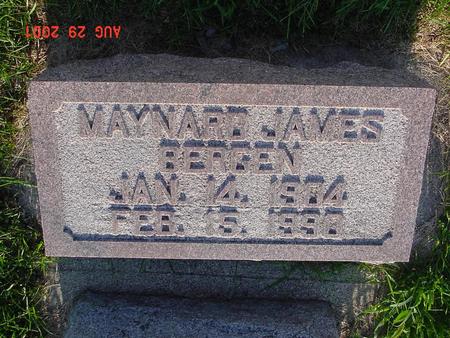 AUG 29 2001
MAYNARD JAMES
BERGEN
JAN. 14,
FEB. 15,